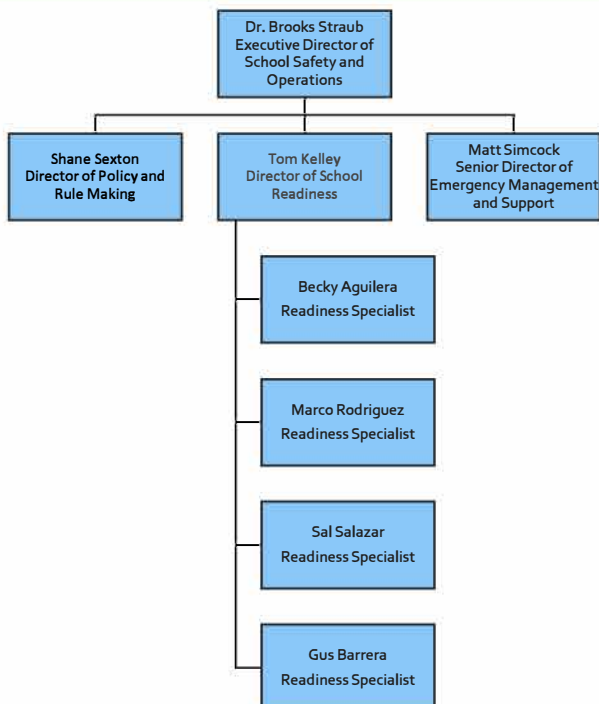 Dr. Brooks Straub
Executive Director of
School Safety and
Operations
Shane Sexton
Director of Policy and
Rule Making
Tom Kelley
Director of School
Readiness
Matt Simcock
Senior Director of
Emergency Management
and Support
Becky Aguilera
Readiness Specialist
Marco Rodriguez
Readiness Specialist
Sal Salazar
Readiness Specialist
Gus Barrera
Readiness Specialist